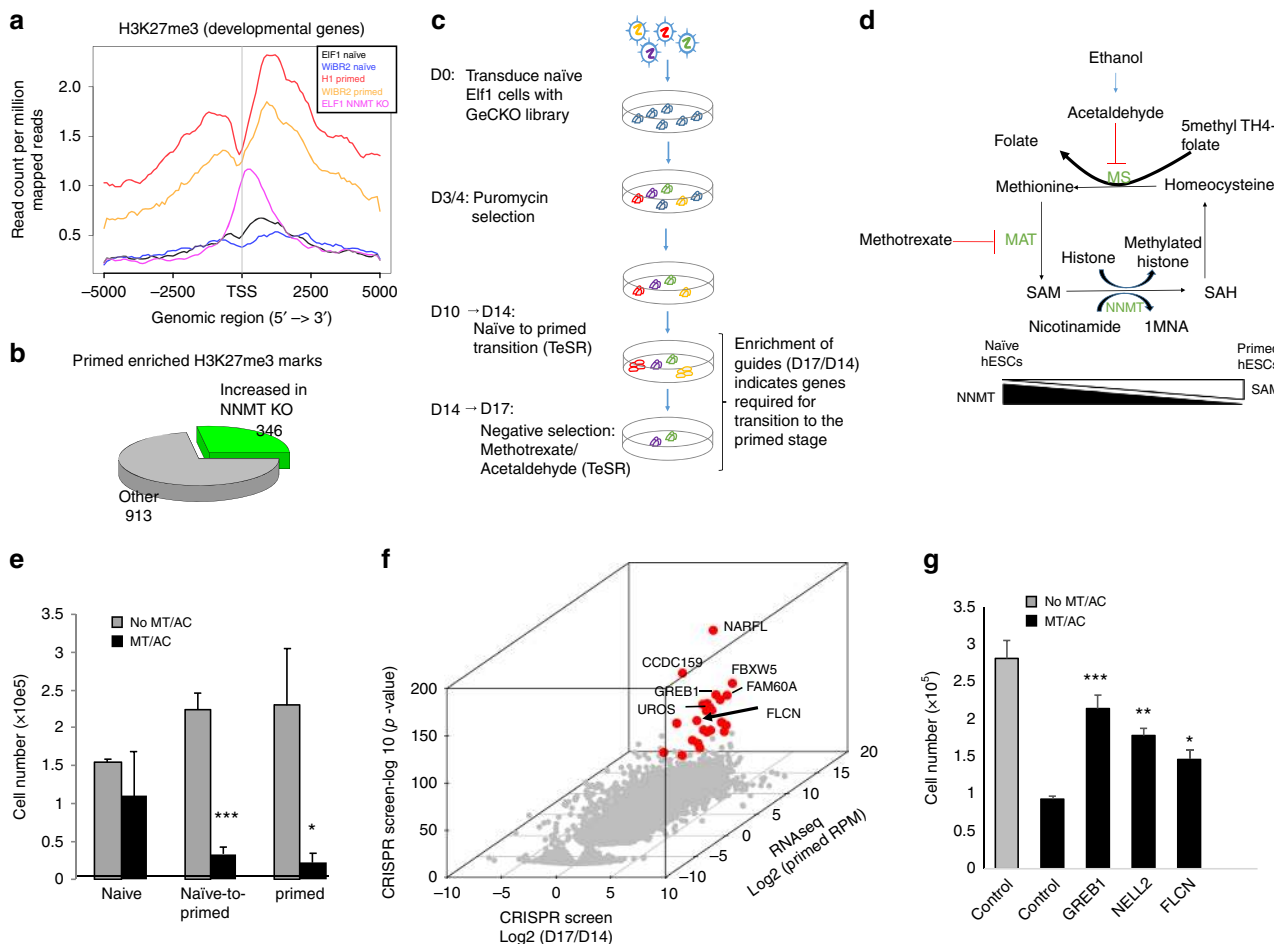 a
H3K27me3 (developmental genes)
ElF1 naïve
WiBR2 naïve
H1 primed
WIBR2 primed
ELF1 NNMT KO
Read count per million
mapped reads
2.0
1.5
1.0
0.5
–5000
–2500
TSS
2500
5000
Genomic region (5′ –> 3′)
b
Primed enriched H3K27me3 marks
Increased in
NNMT KO
346
Other
913
c
D0: Transduce naïve
Elf1 cells with
GeCKO library
D3/4: Puromycin
selection
D10 → D14:
Naïve to primed
transition (TeSR)
D14 → D17:
Negative selection:
Methotrexate/
Acetaldehyde (TeSR)
Enrichment of
guides (D17/D14)
indicates genes
required for
transition to the
primed stage
d
Ethanol
Acetaldehyde
Folate
5methyl TH4-
folate
MS
Methionine
Homeocysteine
Methotrexate
MAT
Histone
Methylated
histone
SAM
SAH
NNMT
Nicotinamide
1MNA
Naïve
hESCs
Primed
hESCs
NNMT
SAM
e
No MT/AC
MT/AC
Cell number (×10e5)
3.5
3
2.5
2
1.5
1
0.5
0
***
*
Naive
Naïve-to-
primed
primed
f
CRISPR screen-log 10 (p -value)
200
150
100
50
0
NARFL
CCDC159
FBXW5
GREB1
FAM60A
UROS
FLCN
–10
–5
0
5
10
CRISPR screen
Log2 (D17/D14)
–10
–5
0
5
10
15
20
RNAseq
Log2 (primed RPM)
g
No MT/AC
MT/AC
Cell number (×10⁵)
3.5
3
2.5
2
1.5
1
0.5
0
***
**
*
Control
Control
GREB1
NELL2
FLCN